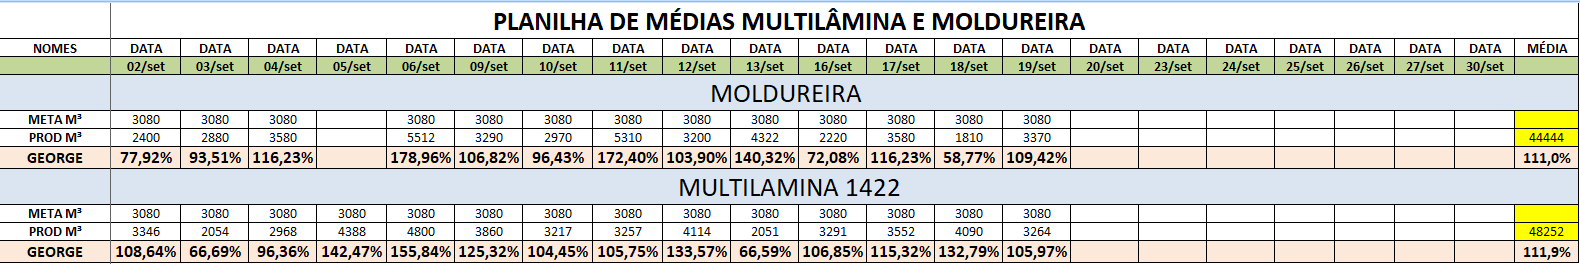 PLANILHA DE MÉDIAS MULTILÂMINA E MOLDUREIRA
NOMES DATA DATA DATA DATA DATA DATA DATA DATA DATA DATA DATA DATA DATA DATA DATA DATA DATA DATA DATA DATA DATA MÉDIA
02/set 03/set 04/set 05/set 06/set 09/set 10/set 11/set 12/set 13/set 16/set 17/set 18/set 19/set 20/set 23/set 24/set 25/set 26/set 27/set 30/set
MOLDUREIRA
META M³ 3080 3080 3080 3080 3080 3080 3080 3080 3080 3080 3080 3080 3080
PROD M³ 2400 2880 3580 5512 3290 2970 5310 3200 4322 2220 3580 1810 3370 44444
GEORGE 77,92% 93,51% 116,23% 178,96% 106,82% 96,43% 172,40% 103,90% 140,32% 72,08% 116,23% 58,77% 109,42% 111,0%
MULTILAMINA 1422
META M³ 3080 3080 3080 3080 3080 3080 3080 3080 3080 3080 3080 3080 3080 3080
PROD M³ 3346 2054 2968 4388 4800 3860 3217 3257 4114 2051 3291 3552 4090 3264 48252
GEORGE 108,64% 66,69% 96,36% 142,47% 155,84% 125,32% 104,45% 105,75% 133,57% 66,59% 106,85% 115,32% 132,79% 105,97% 111,9%